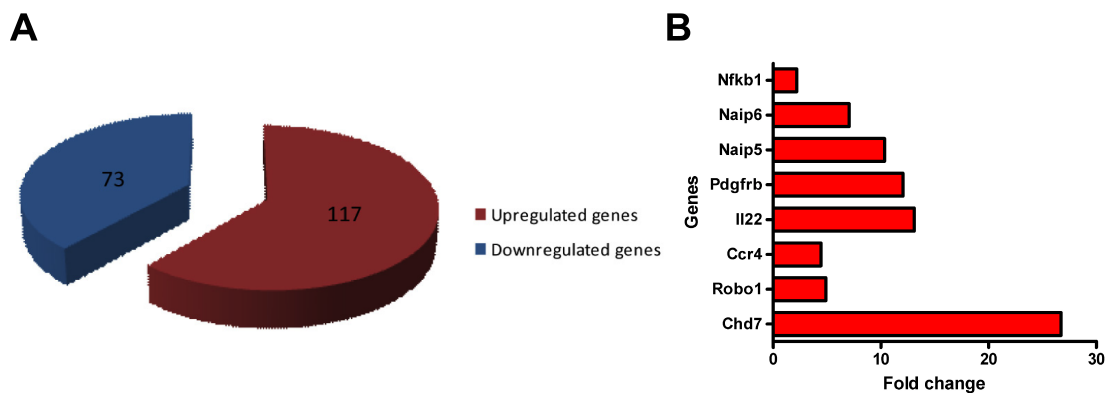 A
73
117
Upregulated genes
Downregulated genes
B
Genes
Nfkb1
Naip6
Naip5
Pdgfrb
Il22
Ccr4
Robo1
Chd7
0 10 20 30
Fold change